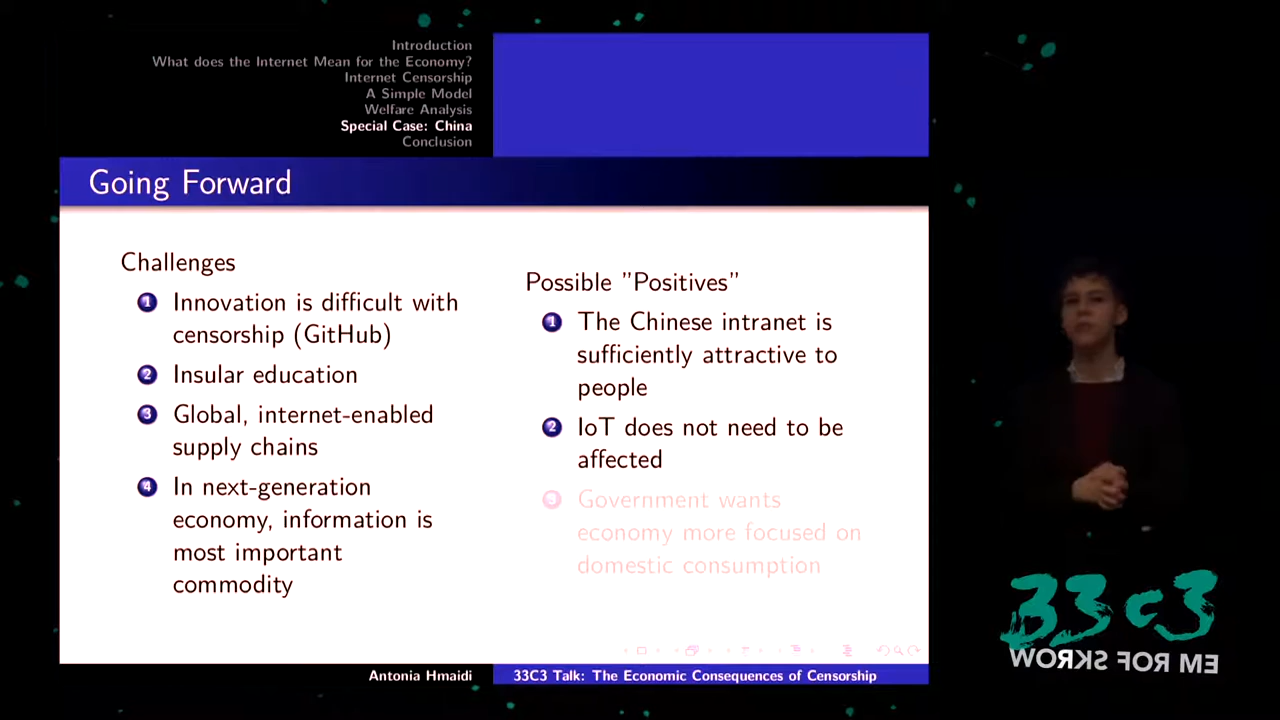 Introduction
What does the Internet Mean for the Economy?
Internet Censorship
A Simple Model
Welfare Analysis
Special Case: China
Conclusion
Going Forward
Challenges
1 Innovation is difficult with
censorship (GitHub)
2 Insular education
3 Global, internet-enabled
supply chains
4 In next-generation
economy, information is
most important
commodity
Possible "Positives"
1 The Chinese intranet is
sufficiently attractive to
people
2 IoT does not need to be
affected
3 Government wants
economy more focused on
domestic consumption
Antonia Hmaidi
33C3 Talk: The Economic Consequences of Censorship
33C3
WORKS FOR ME